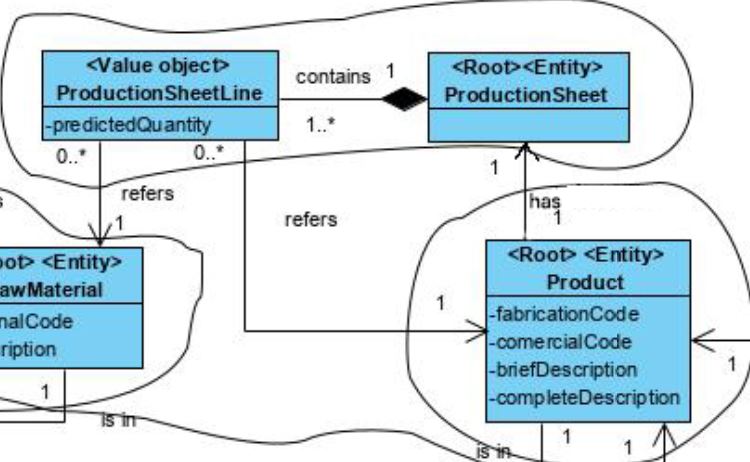 <Value object>
ProductionSheetLine
-predictedQuantity
contains
1
1..*
<Root><Entity>
ProductionSheet
0..*
0..*
refers
1
refers
1
has
1
s
oot> <Entity>
awMaterial
nalCode
ription
1
is in
<Root> <Entity>
Product
-fabricationCode
-comercialCode
-briefDescription
-completeDescription
1
1
is in
1
1